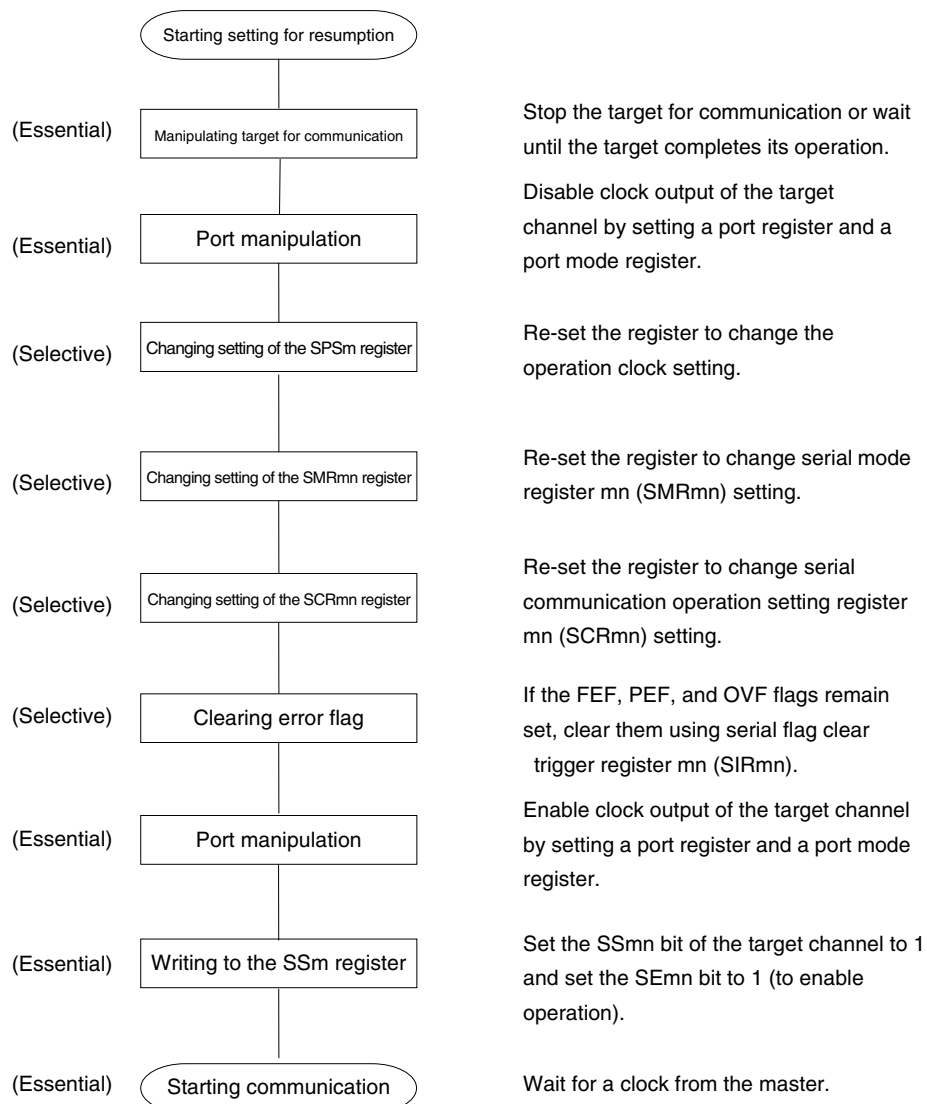 Starting setting for resumption
(Essential)
Manipulating target for communication
Stop the target for communication or wait
until the target completes its operation.
(Essential)
Port manipulation
Disable clock output of the target
channel by setting a port register and a
port mode register.
(Selective)
Changing setting of the SPSm register
Re-set the register to change the
operation clock setting.
(Selective)
Changing setting of the SMRmn register
Re-set the register to change serial mode
register mn (SMRmn) setting.
(Selective)
Changing setting of the SCRmn register
Re-set the register to change serial
communication operation setting register
mn (SCRmn) setting.
(Selective)
Clearing error flag
If the FEF, PEF, and OVF flags remain
set, clear them using serial flag clear
trigger register mn (SIRmn).
(Essential)
Port manipulation
Enable clock output of the target channel
by setting a port register and a port mode
register.
(Essential)
Writing to the SSm register
Set the SSmn bit of the target channel to 1
and set the SEmn bit to 1 (to enable
operation).
(Essential)
Starting communication
Wait for a clock from the master.